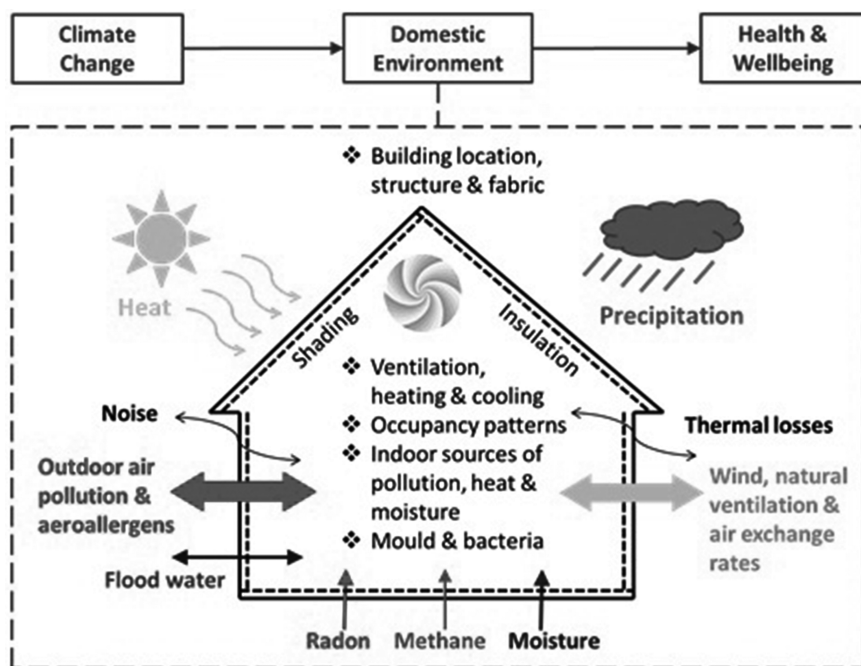 Climate
Change
Domestic
Environment
Health &
Wellbeing
❖ Building location,
structure & fabric
Heat
Precipitation
Shading
Insulation
❖ Ventilation,
heating & cooling
❖ Occupancy patterns
❖ Indoor sources of
pollution, heat &
moisture
❖ Mould & bacteria
Noise
Outdoor air
pollution &
aeroallergens
Flood water
Thermal losses
Wind, natural
ventilation &
air exchange
rates
Radon
Methane
Moisture